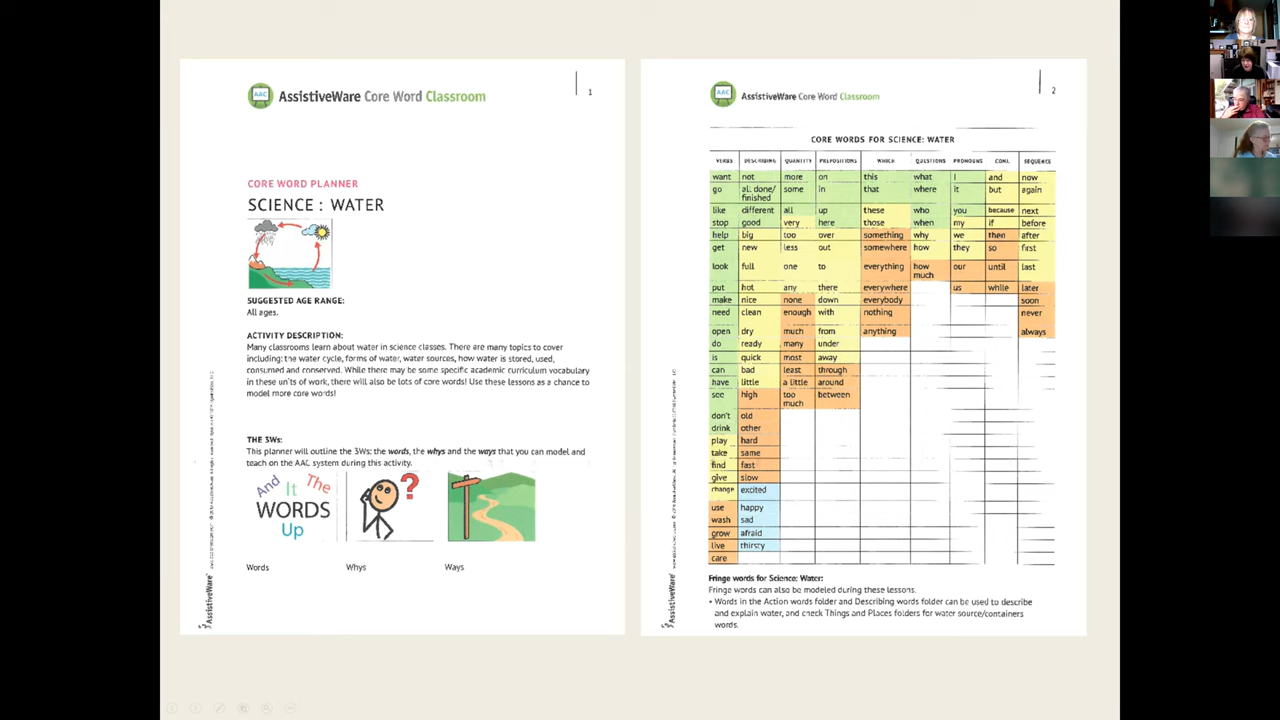 AAC
AssistiveWare Core Word Classroom
1
CORE WORD PLANNER
SCIENCE : WATER
SUGGESTED AGE RANGE:
All ages.
ACTIVITY DESCRIPTION:
Many classrooms learn about water in science classes. There are many topics to cover
including: the water cycle, forms of water, water sources, how water is stored, used,
consumed and conserved. While there may be some specific academic curriculum vocabulary
in these units of work, there will also be lots of core words! Use these lessons as a chance to
model more core words!
THE 3Ws:
This planner will outline the 3Ws: the words, the whys and the ways that you can model and
teach on the AAC system during this activity.
And It The
WORDS
Up
?
Words Whys Ways
AssistiveWare
AAC
AssistiveWare Core Word Classroom
2
CORE WORDS FOR SCIENCE: WATER
VERBS DESCRIBING QUANTITY PREPOSITIONS WHICH QUESTIONS PRONOUNS CONJ. SEQUENCE
want not more on this what I and now
go all done/ finished some in that where it but again
like different all up these who you because next
stop good very here those when my if before
help big too over something why we then after
get new less out somewhere how they so first
look full one to everything how much our until last
put hot any there everywhere us while later
make nice none down everybody soon
need clean enough with nothing never
open dry much from anything always
do ready many under
is quick most away
can bad least through
have little a little around
see high too much between
don't old
drink other
play hard
take same
find fast
give slow
change excited
use happy
wash sad
grow afraid
live thirsty
care
Fringe words for Science: Water:
Fringe words can also be modeled during these lessons.
• Words in the Action words folder and Describing words folder can be used to describe
and explain water, and check Things and Places folders for water source/containers
words.
AssistiveWare